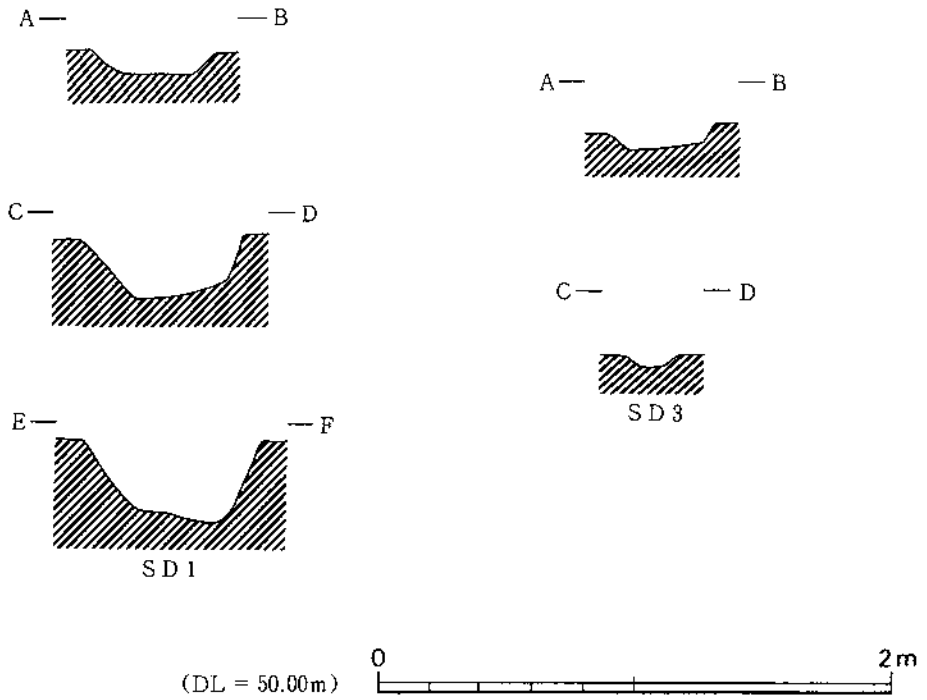 A B
C D
E F
SD1
A B
C D
SD3
(DL = 50.00m)
0 2m